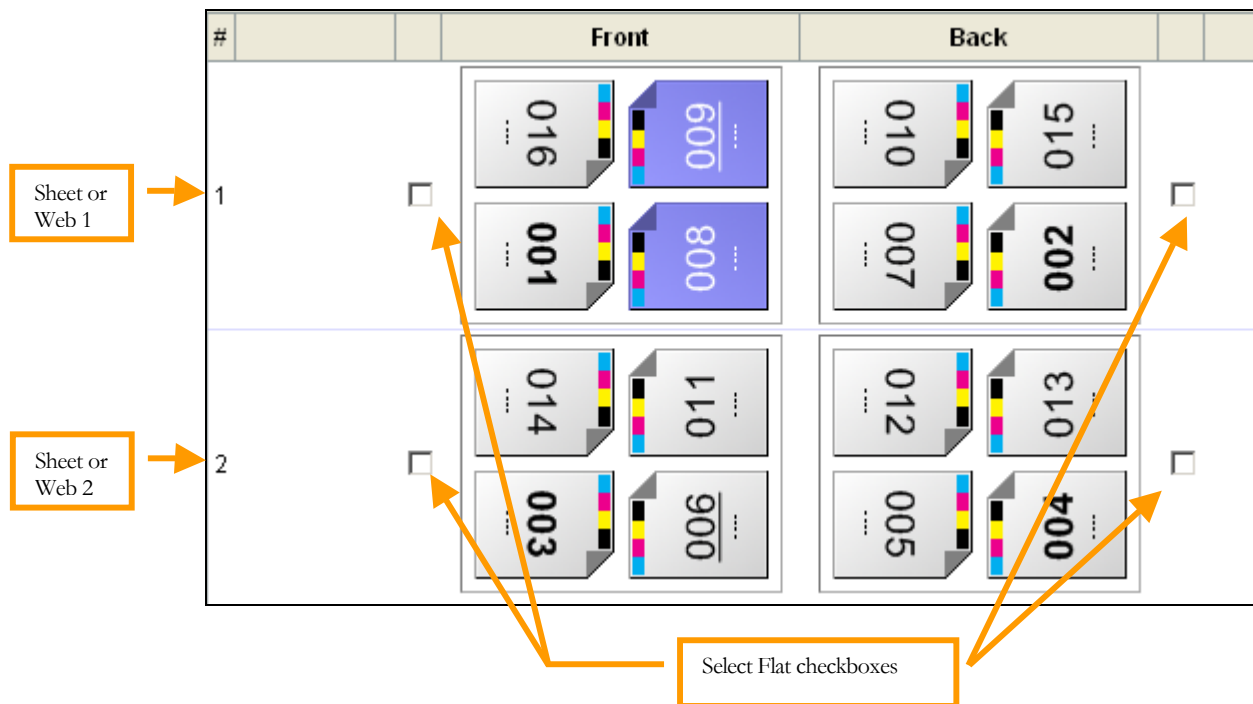 # Front Back
016 009 010 015
Sheet or
Web 1
1
001 008 007 002
014 011 012 013
Sheet or
Web 2
2
003 006 005 004
Select Flat checkboxes